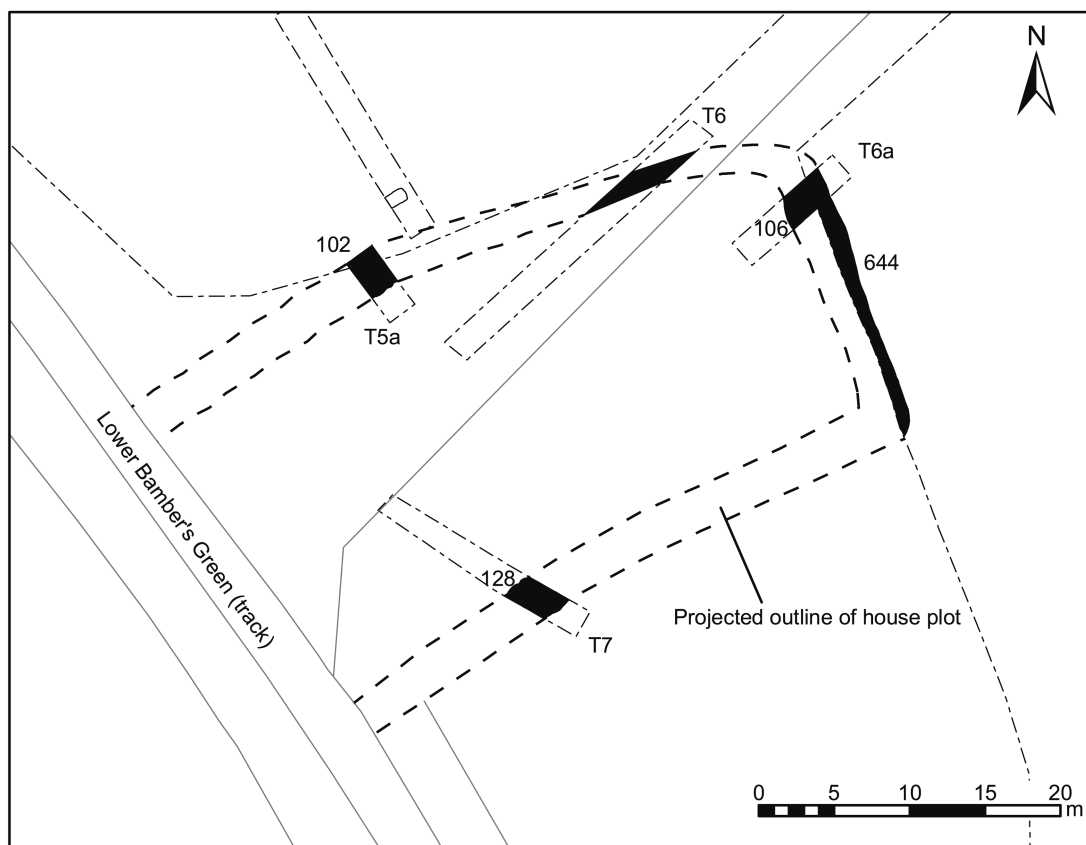 N
T6
T6a
102
106
644
T5a
Lower Bamber's Green (track)
128
Projected outline of house plot
T7
0 5 10 15 20
m